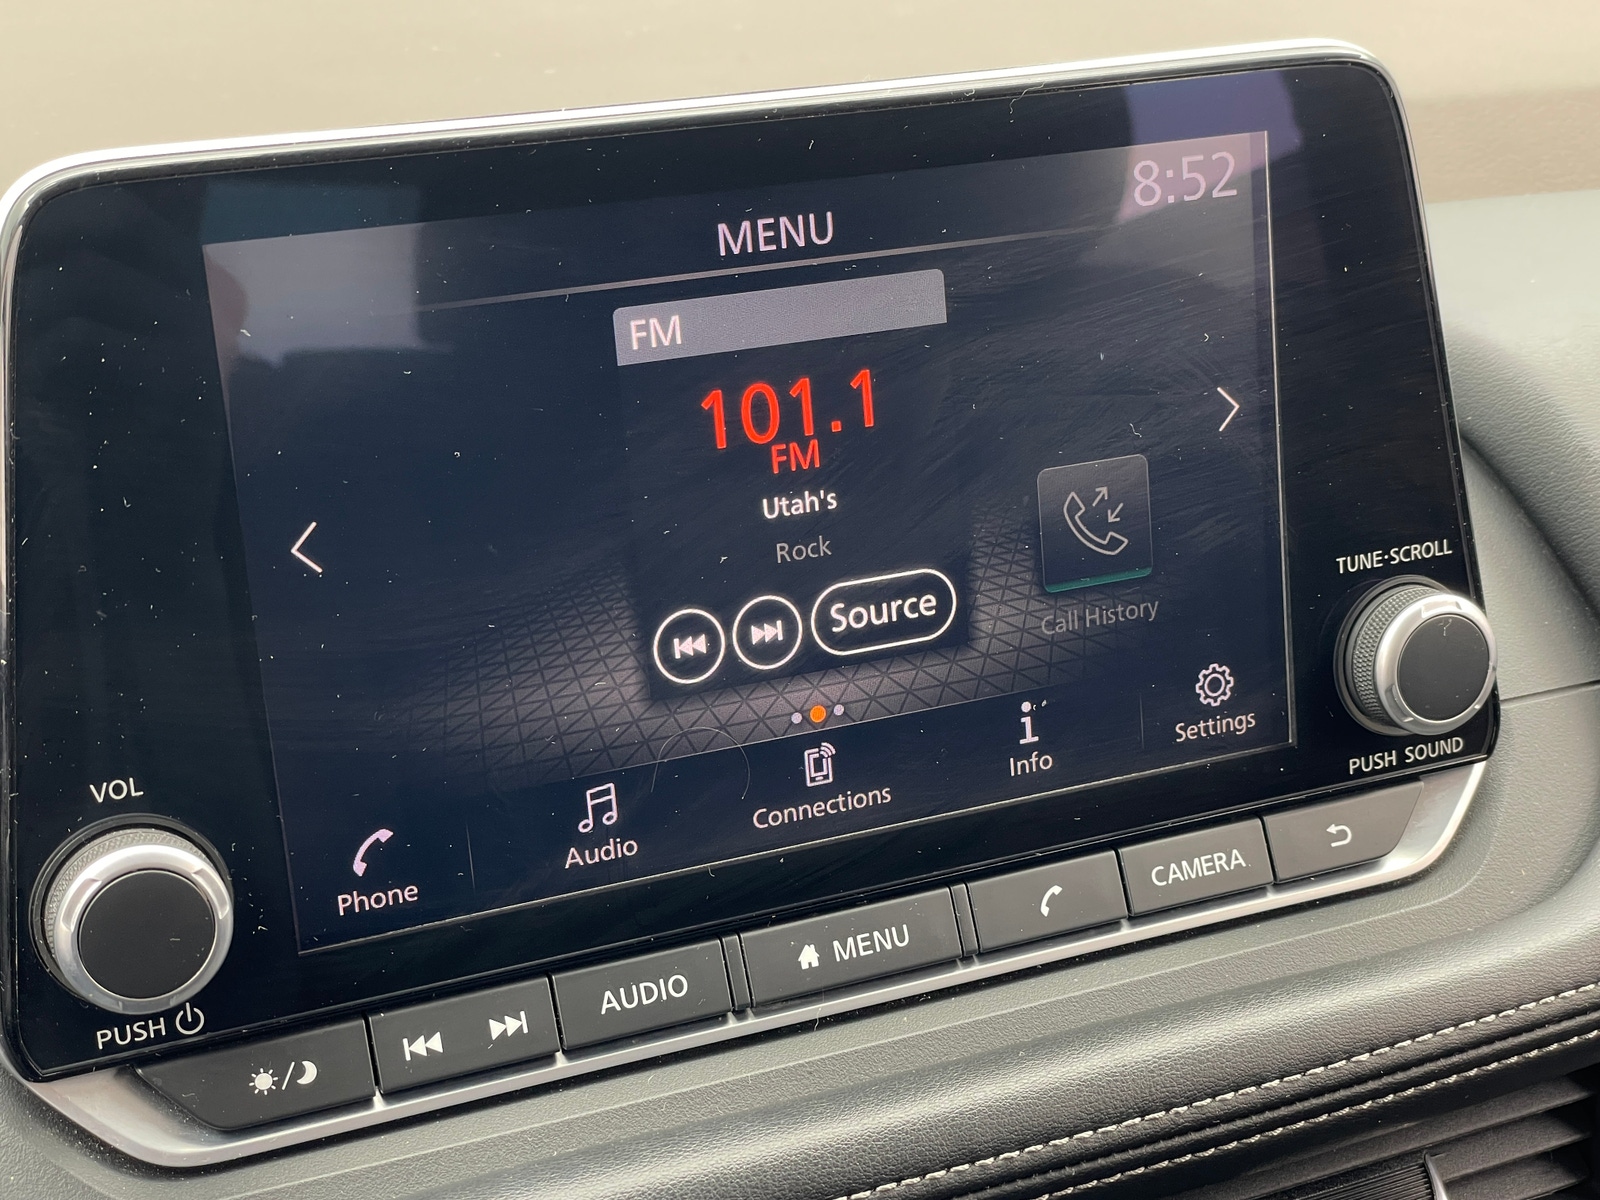 8:52
MENU
FM
101.1
FM
Utah's
Rock
Source
Call History
Phone
Audio
Connections
Info
Settings
VOL
PUSH
TUNE·SCROLL
PUSH SOUND
AUDIO
MENU
CAMERA